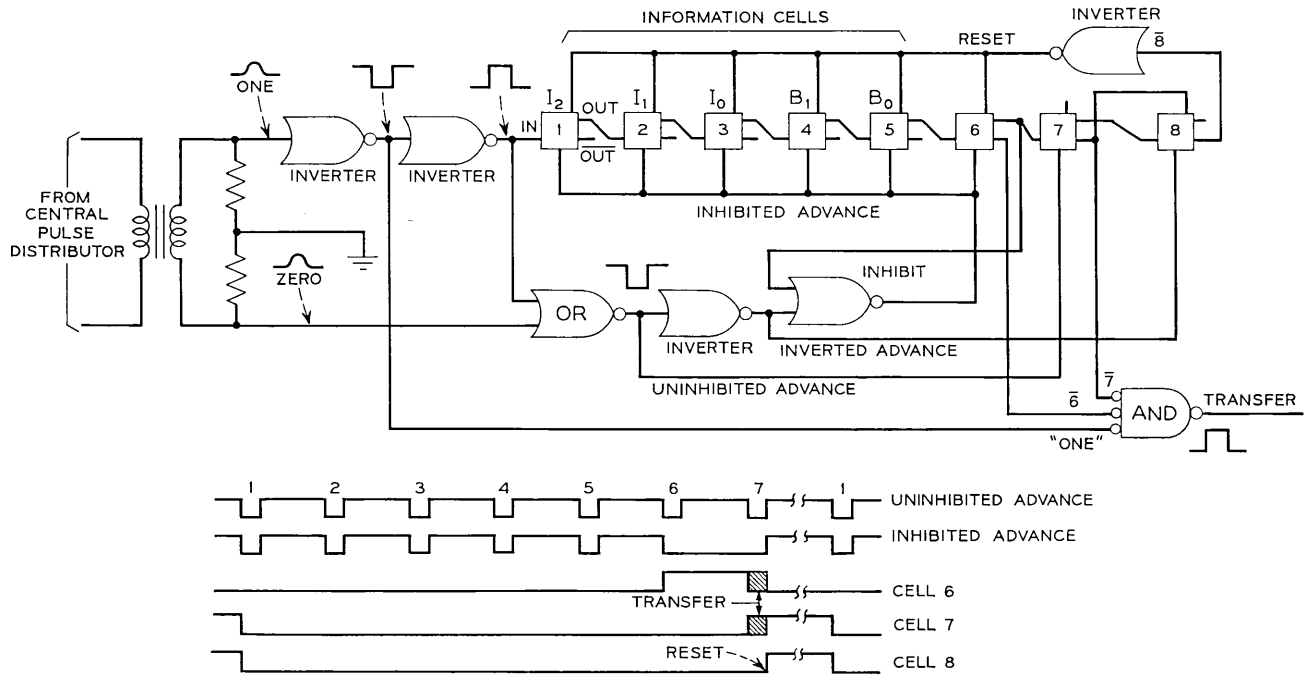 INFORMATION CELLS
INVERTER
RESET
8̅
ONE
I₂
I₁
I₀
B₁
B₀
IN
OUT
O̅U̅T̅
1
2
3
4
5
6
7
8
INVERTER
INVERTER
INHIBITED ADVANCE
FROM
CENTRAL
PULSE
DISTRIBUTOR
ZERO
INHIBIT
OR
INVERTER
INVERTED ADVANCE
UNINHIBITED ADVANCE
7̅
6̅
AND
TRANSFER
"ONE"
1 2 3 4 5 6 7 1
UNINHIBITED ADVANCE
INHIBITED ADVANCE
CELL 6
TRANSFER
CELL 7
RESET
CELL 8